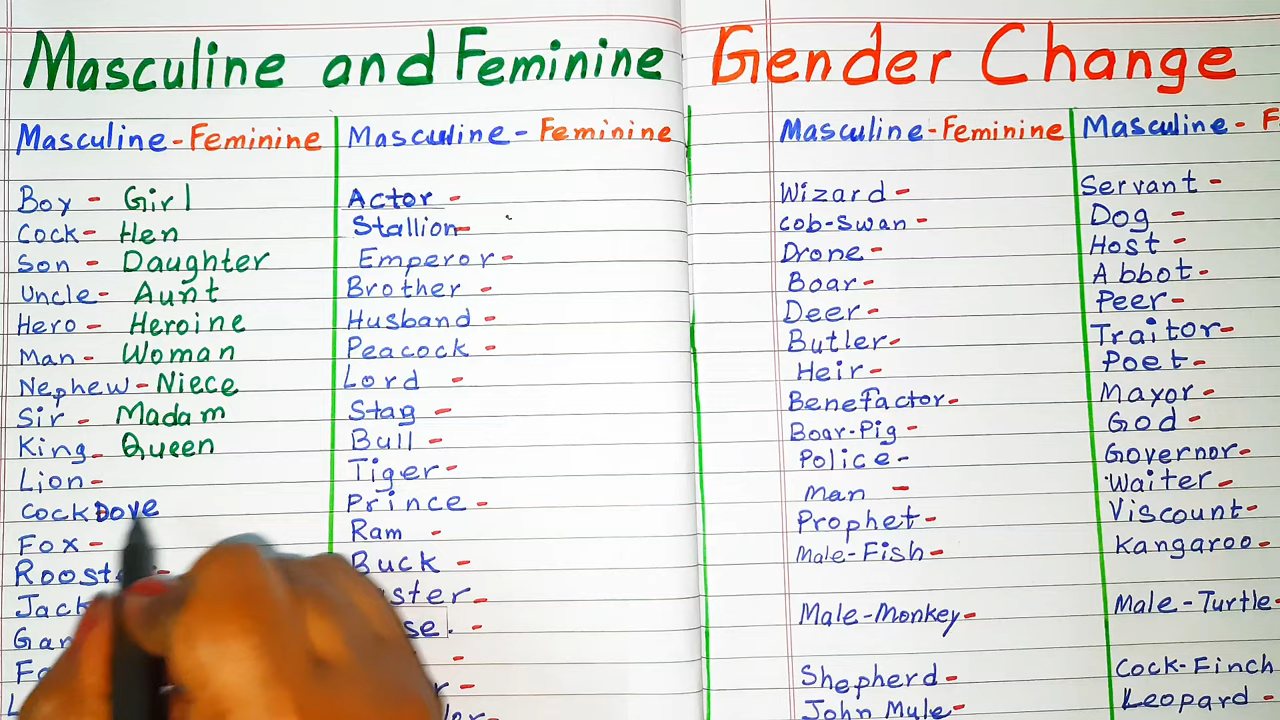 Masculine and Feminine Gender Change
Masculine - Feminine
Boy - Girl
Cock - Hen
Son - Daughter
Uncle - Aunt
Hero - Heroine
Man - Woman
Nephew - Niece
Sir - Madam
King - Queen
Lion -
Cock Dove
Fox -
Jack
Masculine - Feminine
Actor -
Stallion -
Emperor -
Brother -
Husband -
Peacock -
Lord -
Stag -
Bull -
Tiger -
Prince -
Ram -
Buck -
Masculine - Feminine
Wizard -
Cob-Swan -
Drone -
Boar -
Deer -
Butler -
Heir -
Benefactor -
Boar-Pig -
Police -
Man -
Prophet -
Male-Fish -
Male-Monkey -
Shepherd -
John Mule -
Masculine -
Servant -
Dog -
Host -
Abbot -
Peer -
Traitor -
Poet -
Mayor -
God -
Governor -
Waiter -
Viscount -
Kangaroo -
Male-Turtle -
Cock-Finch
Leopard -